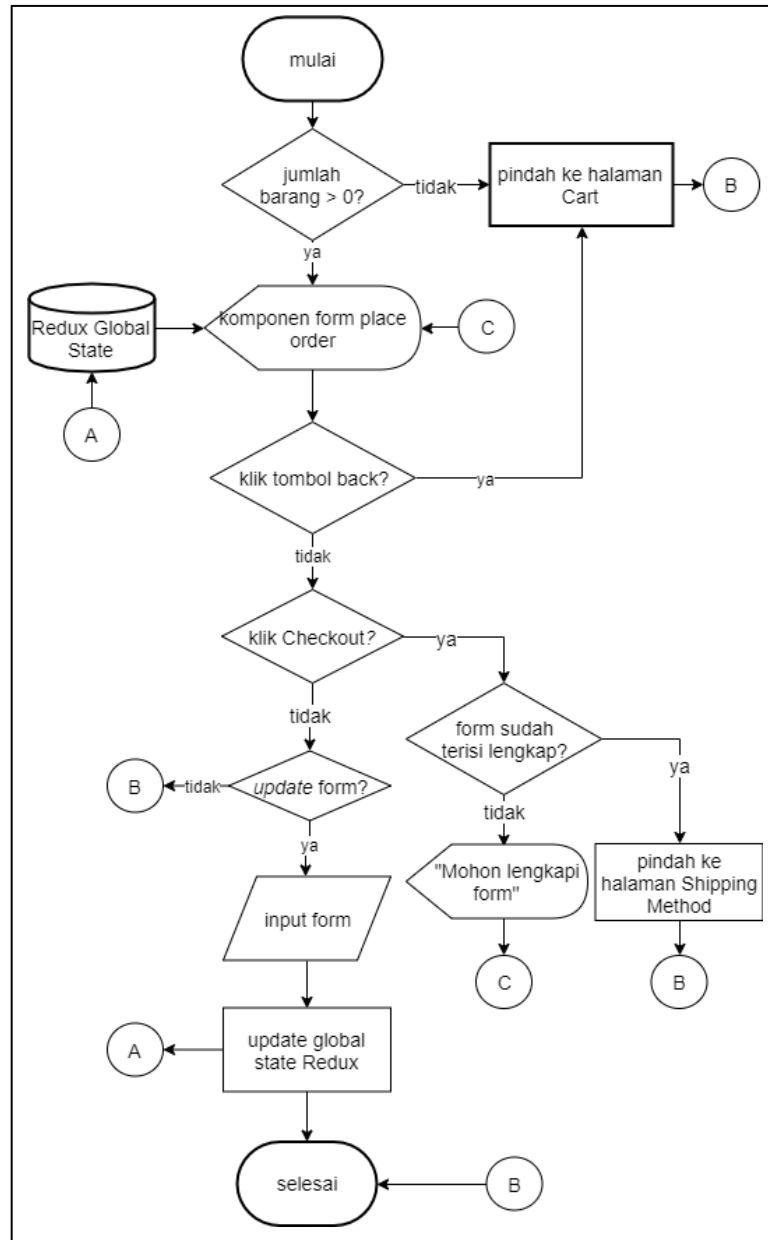 mulai
jumlah
barang > 0?
tidak
pindah ke halaman
Cart
B
ya
Redux Global
State
komponen form place
order
C
A
klik tombol back?
ya
tidak
klik Checkout?
ya
tidak
form sudah
terisi lengkap?
ya
B
tidak
update form?
tidak
ya
"Mohon lengkapi
form"
pindah ke
halaman Shipping
Method
input form
C
B
A
update global
state Redux
selesai
B